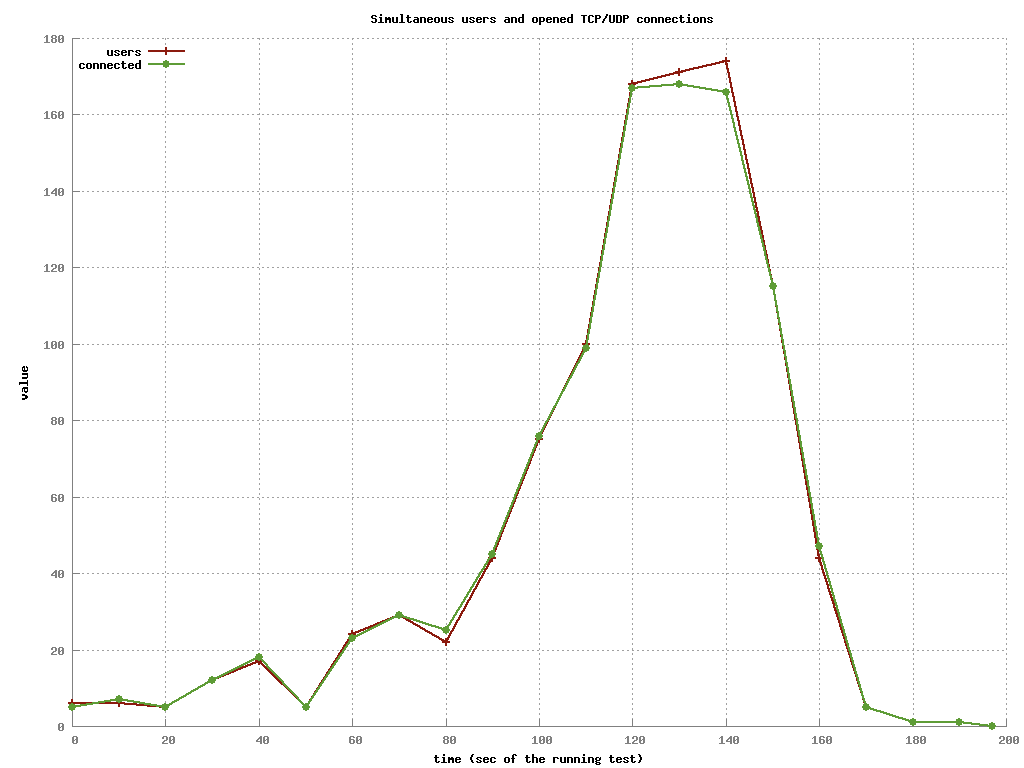 Simultaneous users and opened TCP/UDP connections
180
users
connected
160
140
120
100
value
80
60
40
20
0
0 20 40 60 80 100 120 140 160 180 200
time (sec of the running test)